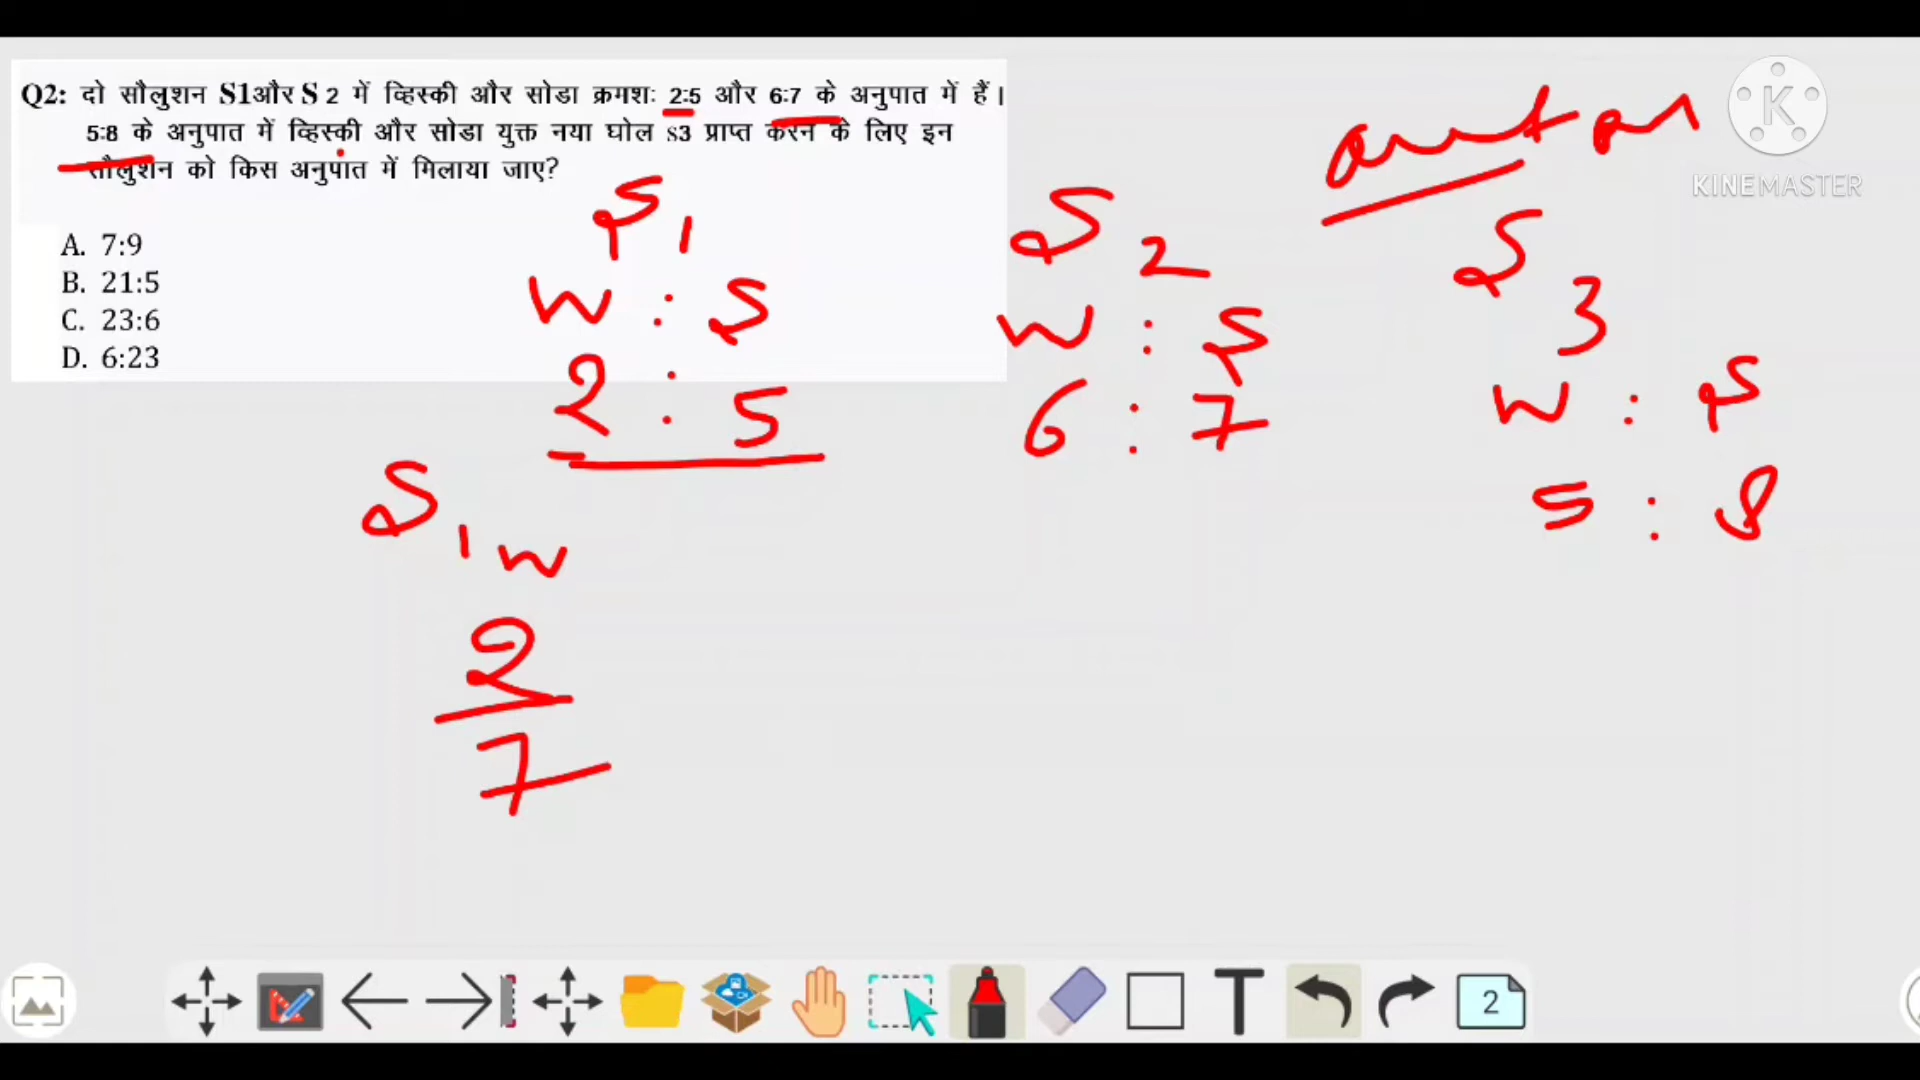 Q2: दो सौलुशन S1और S 2 में व्हिस्की और सोडा क्रमशः 2:5 और 6:7 के अनुपात में हैं।
5:8 के अनुपात में व्हिस्की और सोडा युक्त नया घोल s3 प्राप्त करन के लिए इन
सौलुशन को किस अनुपात में मिलाया जाए?
A. 7:9
B. 21:5
C. 23:6
D. 6:23
KINEMASTER
S1
W : S
2 : 5
S2
W : S
6 : 7
S3
W : S
5 : 8
S1 W
2
7
T
2